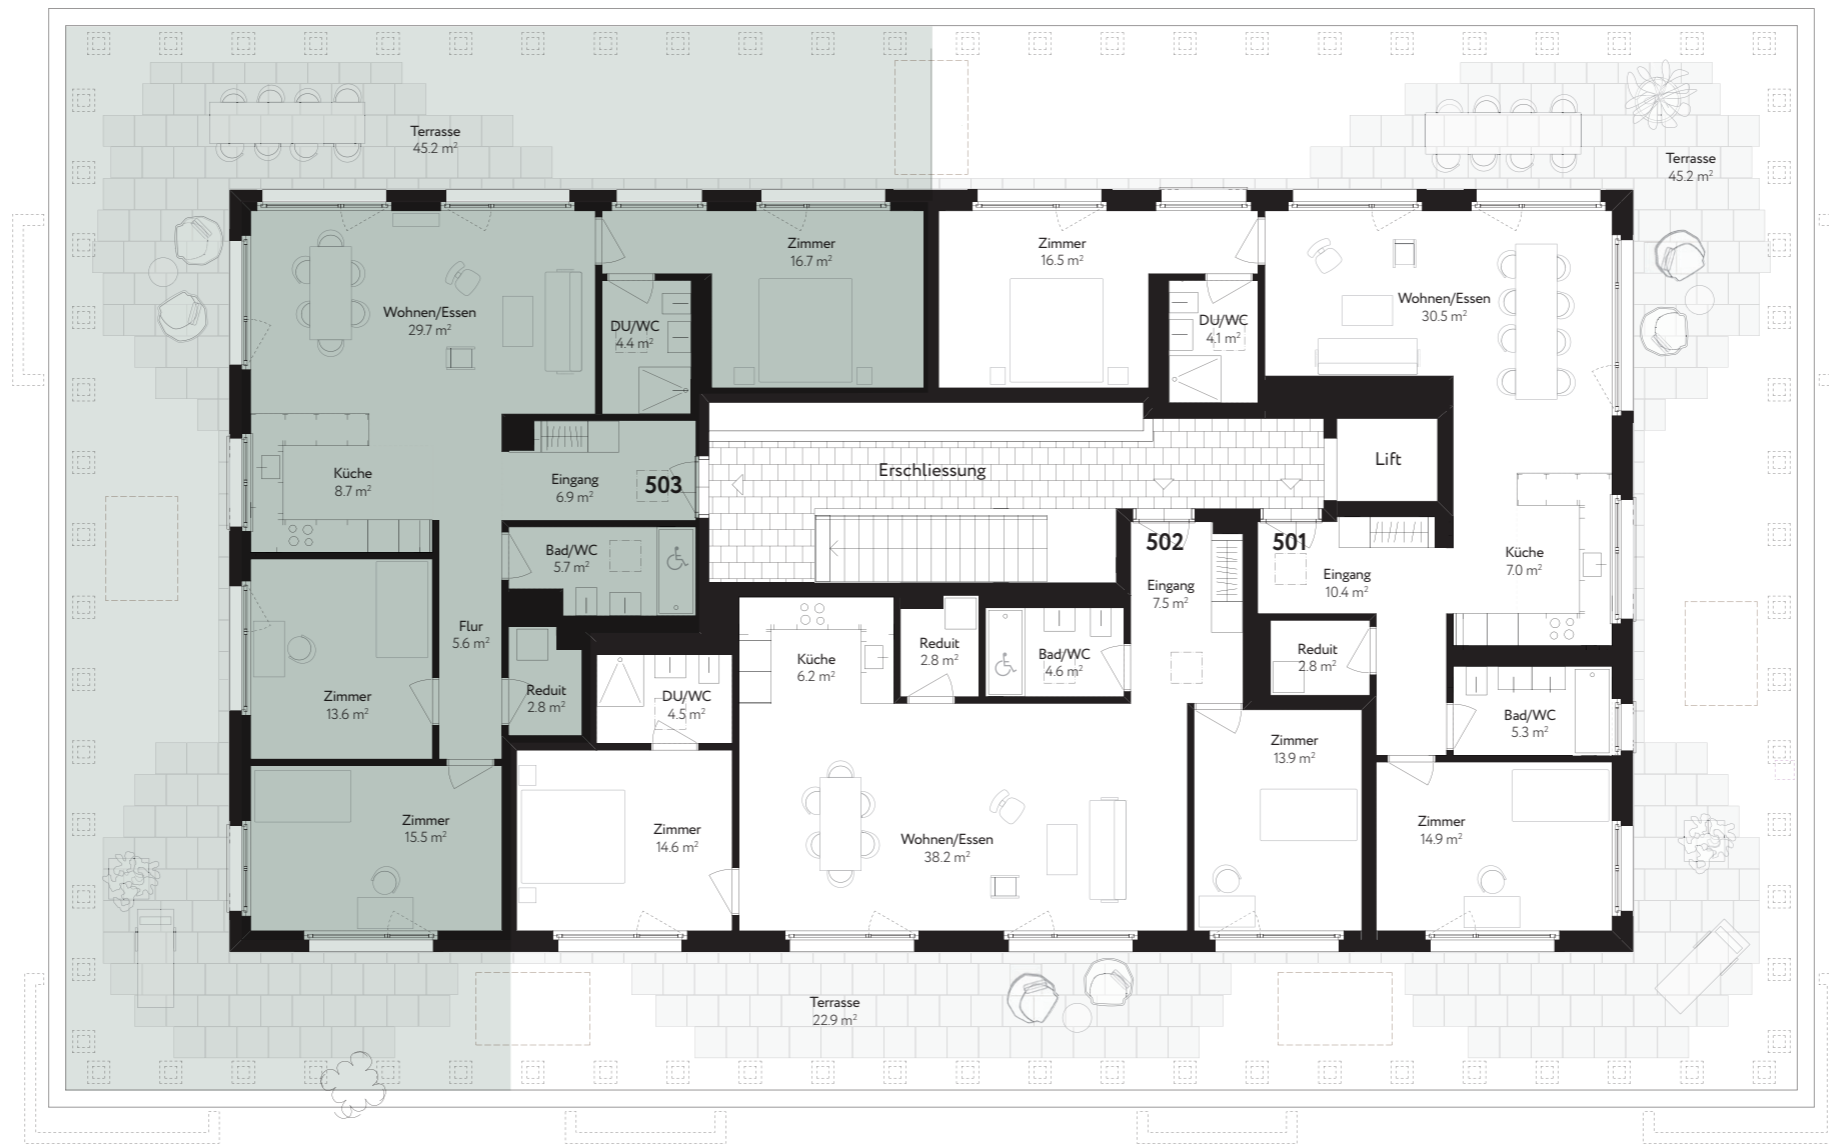 Terrasse
45.2 m²
Terrasse
45.2 m²
Zimmer
16.7 m²
Zimmer
16.5 m²
Wohnen/Essen
29.7 m²
DU/WC
4.4 m²
DU/WC
4.1 m²
Wohnen/Essen
30.5 m²
Küche
8.7 m²
Eingang
6.9 m²
503
Erschliessung
Lift
Bad/WC
5.7 m²
502
501
Eingang
7.5 m²
Eingang
10.4 m²
Küche
7.0 m²
Flur
5.6 m²
Küche
6.2 m²
Reduit
2.8 m²
Bad/WC
4.6 m²
Reduit
2.8 m²
Zimmer
13.6 m²
Reduit
2.8 m²
DU/WC
4.5 m²
Bad/WC
5.3 m²
Zimmer
13.9 m²
Zimmer
15.5 m²
Zimmer
14.6 m²
Wohnen/Essen
38.2 m²
Zimmer
14.9 m²
Terrasse
22.9 m²